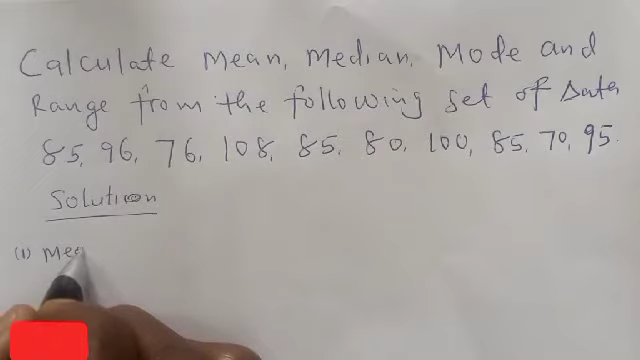 Calculate Mean, Median, Mode and
Range from the following set of Data,
85, 96, 76, 108, 85, 80, 100, 85, 70, 95.
Solution
(1) Mea